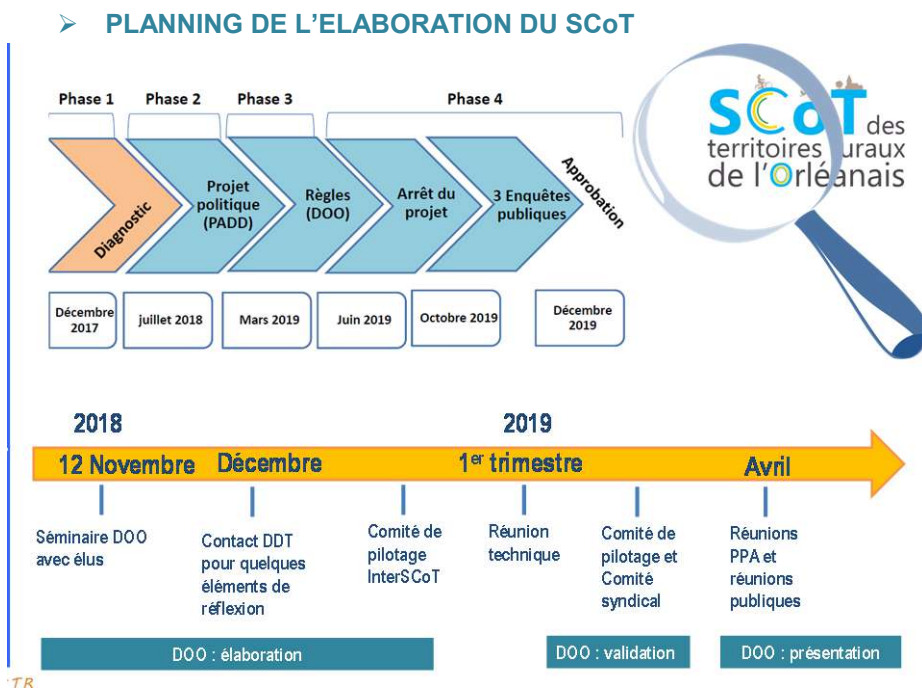 ➢ PLANNING DE L’ELABORATION DU SCoT
Phase 1
Phase 2
Phase 3
Phase 4
Diagnostic
Projet
politique
(PADD)
Règles
(DOO)
Arrêt du
projet
3 Enquêtes
publiques
Approbation
SCoT des
territoires ruraux
de l'Orléanais
Décembre
2017
juillet 2018
Mars 2019
Juin 2019
Octobre 2019
Décembre
2019
2018
2019
12 Novembre
Décembre
1er trimestre
Avril
Séminaire DOO
avec élus
Contact DDT
pour quelques
éléments de
réflexion
Comité de
pilotage
InterSCoT
Réunion
technique
Comité de
pilotage et
Comité
syndical
Réunions
PPA et
réunions
publiques
DOO : élaboration
DOO : validation
DOO : présentation
TR